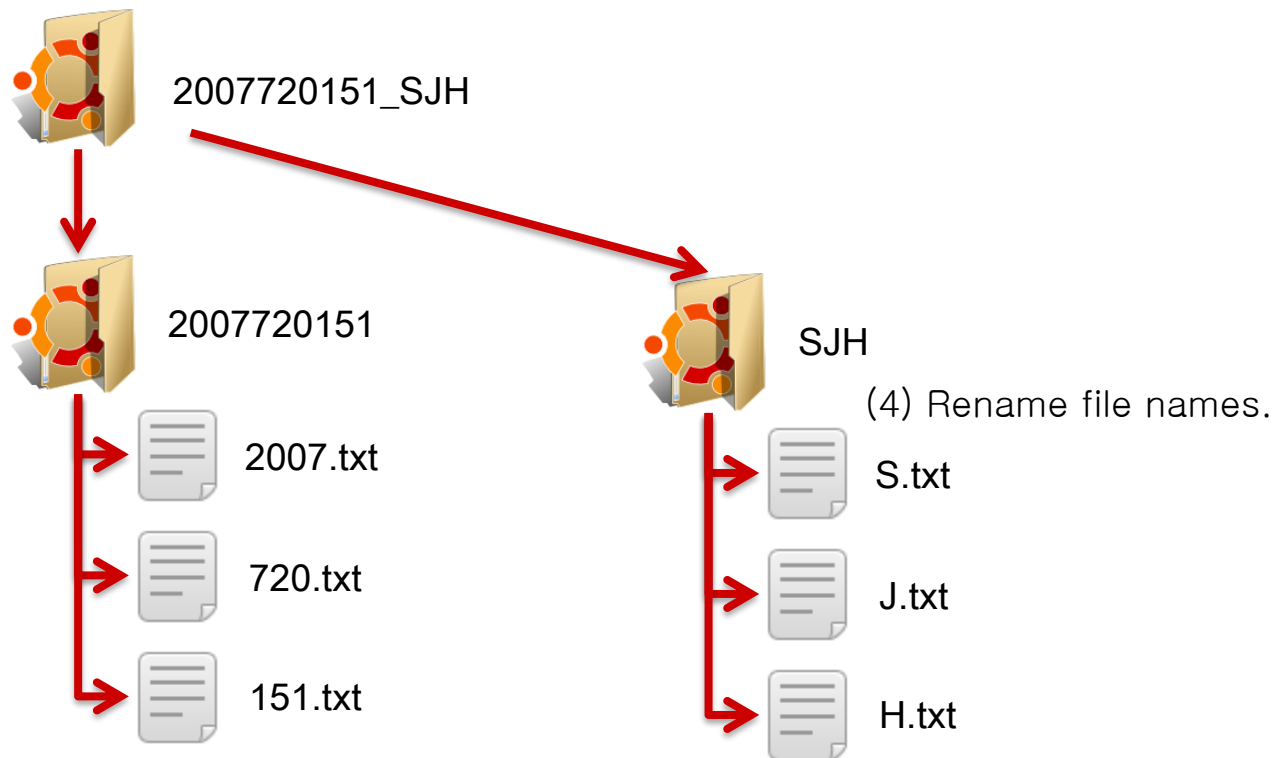 2007720151_SJH
2007720151
SJH
(4) Rename file names.
2007.txt
S.txt
720.txt
J.txt
151.txt
H.txt